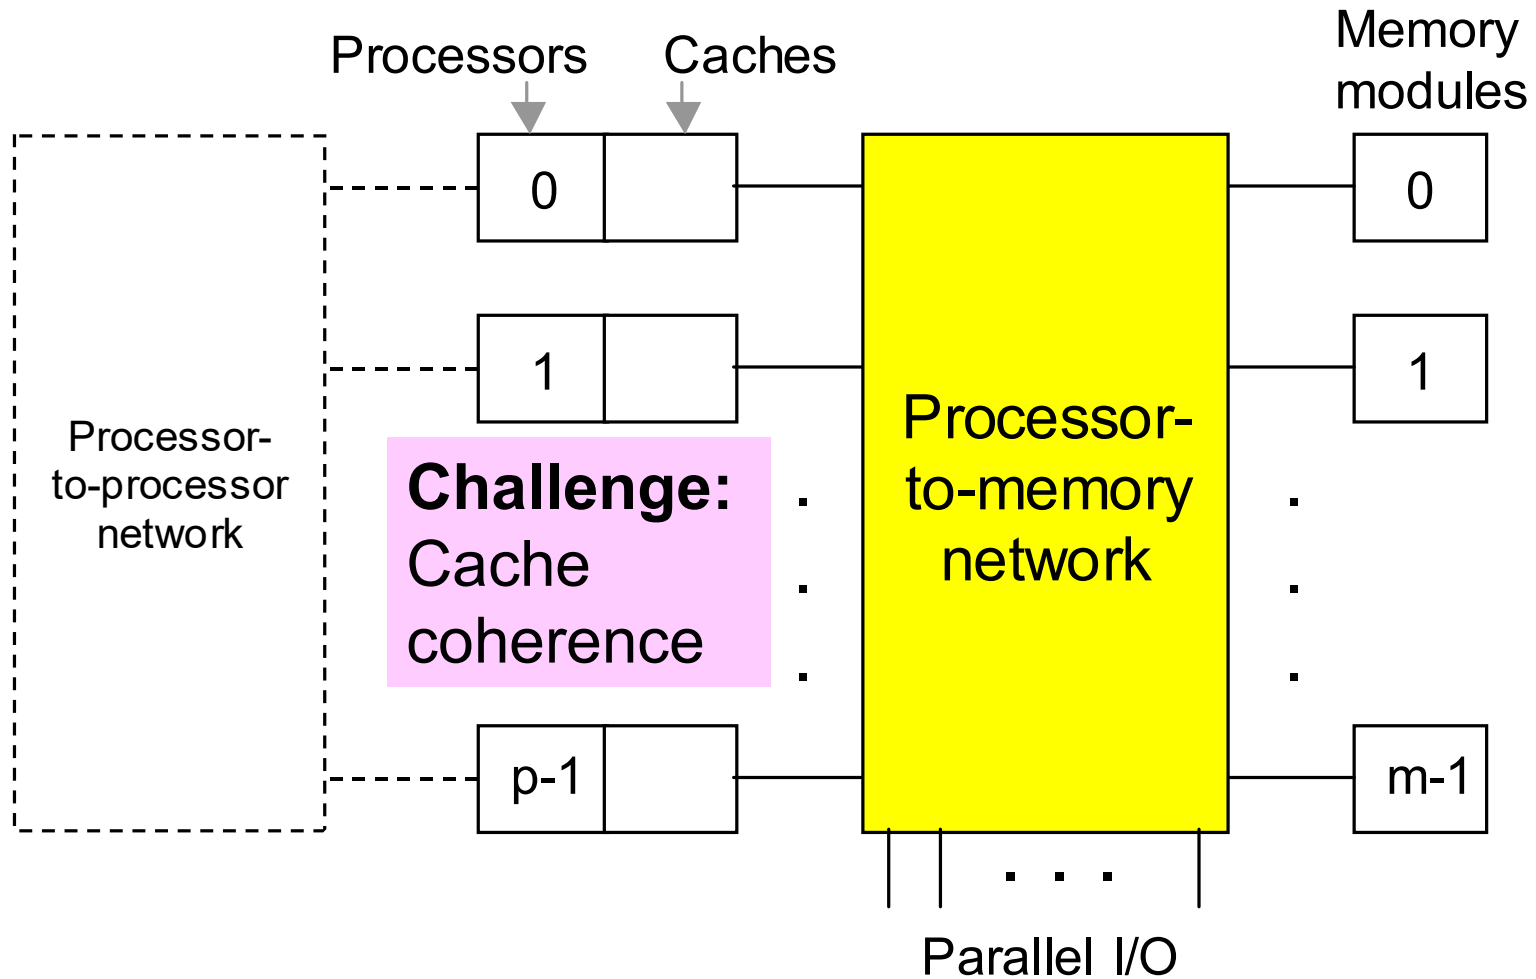 Processors
Caches
Memory
modules
0
0
1
1
Processor-
to-processor
network
Challenge:
Cache
coherence
Processor-
to-memory
network
p-1
m-1
Parallel I/O